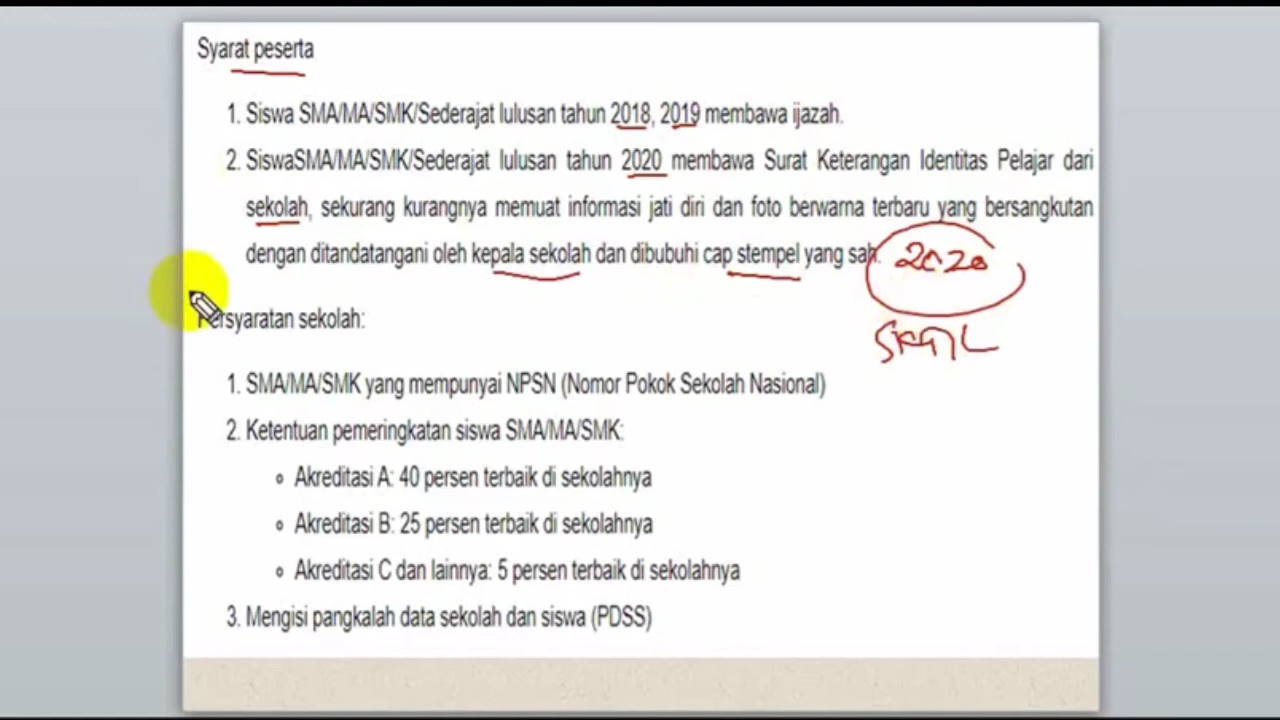 Syarat peserta
1. Siswa SMA/MA/SMK/Sederajat lulusan tahun 2018, 2019 membawa ijazah.
2. SiswaSMA/MA/SMK/Sederajat lulusan tahun 2020 membawa Surat Keterangan Identitas Pelajar dari
sekolah, sekurang kurangnya memuat informasi jati diri dan foto berwarna terbaru yang bersangkutan
dengan ditandatangani oleh kepala sekolah dan dibubuhi cap stempel yang sah.
2020
Persyaratan sekolah:
1. SMA/MA/SMK yang mempunyai NPSN (Nomor Pokok Sekolah Nasional)
2. Ketentuan pemeringkatan siswa SMA/MA/SMK:
Akreditasi A: 40 persen terbaik di sekolahnya
Akreditasi B: 25 persen terbaik di sekolahnya
Akreditasi C dan lainnya: 5 persen terbaik di sekolahnya
3. Mengisi pangkalah data sekolah dan siswa (PDSS)